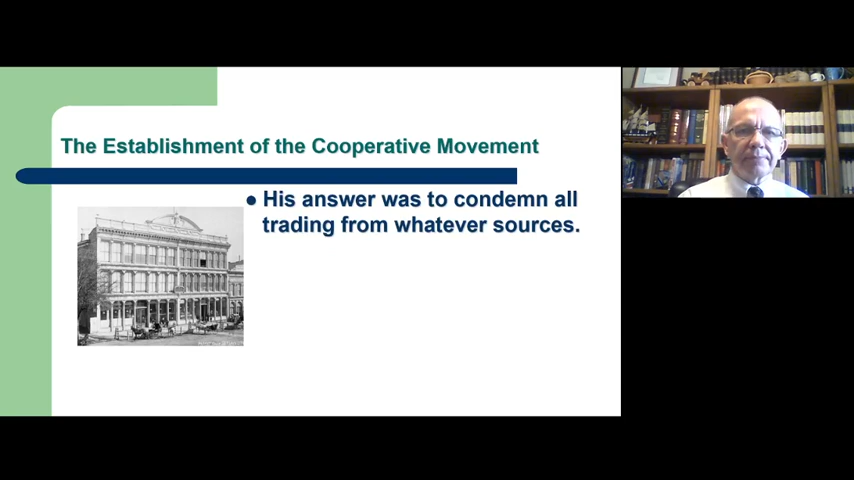 The Establishment of the Cooperative Movement
His answer was to condemn all
trading from whatever sources.